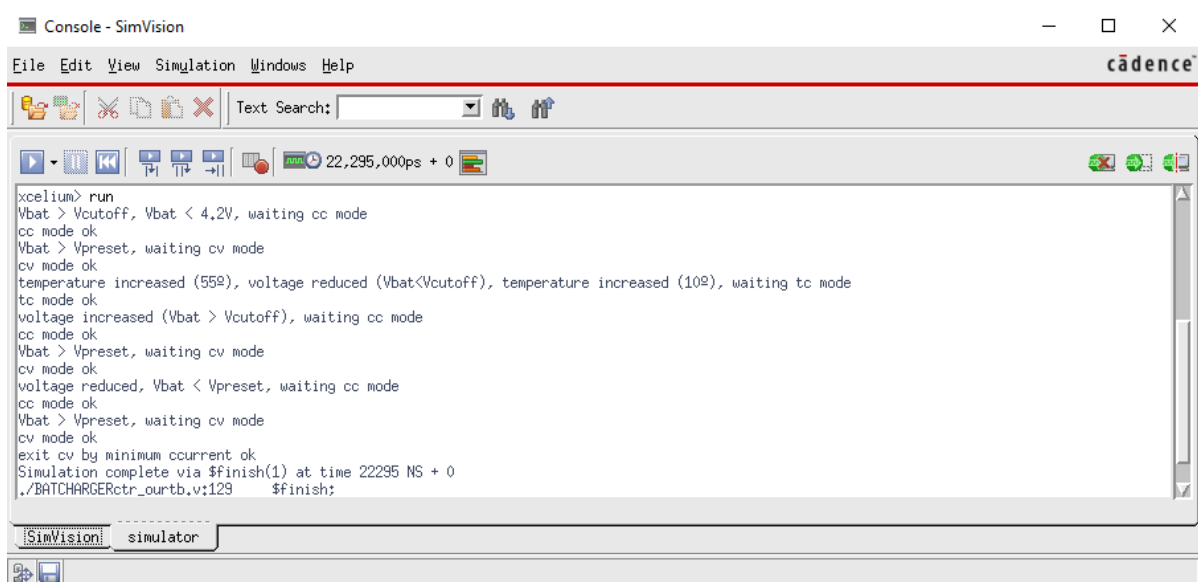 Console - SimVision
File Edit View Simulation Windows Help
cādence
Text Search:
22,295,000ps + 0
xcelium> run
Vbat > Vcutoff, Vbat < 4.2V, waiting cc mode
cc mode ok
Vbat > Vpreset, waiting cv mode
cv mode ok
temperature increased (55º), voltage reduced (Vbat<Vcutoff), temperature increased (10º), waiting tc mode
tc mode ok
voltage increased (Vbat > Vcutoff), waiting cc mode
cc mode ok
Vbat > Vpreset, waiting cv mode
cv mode ok
voltage reduced, Vbat < Vpreset, waiting cc mode
cc mode ok
Vbat > Vpreset, waiting cv mode
cv mode ok
exit cv by minimum ccurrent ok
Simulation complete via $finish(1) at time 22295 NS + 0
./BATCHARGERctr_ourtb.v:129     $finish;
SimVision simulator